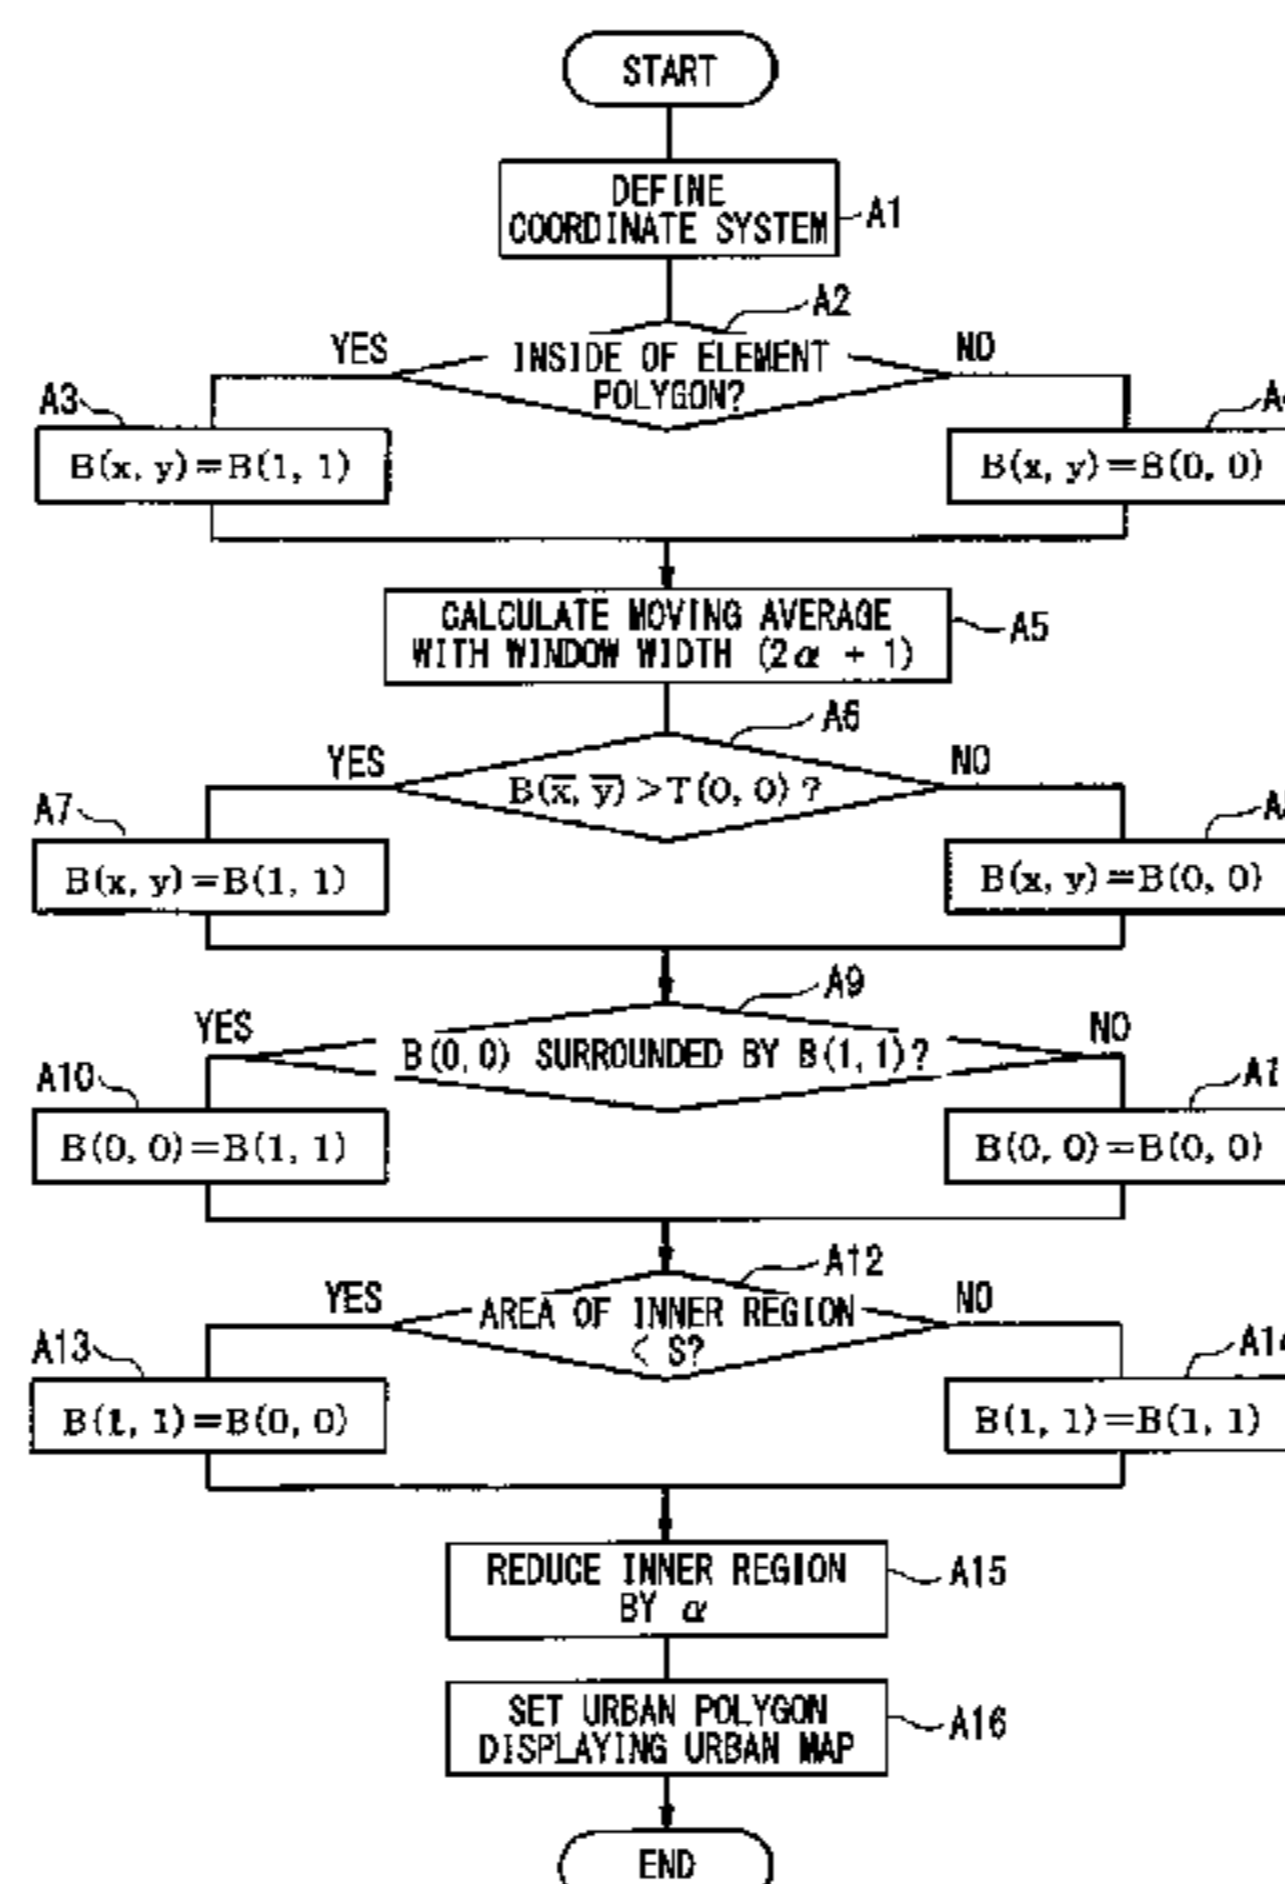 START
DEFINE
COORDINATE SYSTEM
A1
A2
YES
INSIDE OF ELEMENT
POLYGON?
NO
A3
B(x, y)=B(1, 1)
B(x, y)=B(0, 0)
CALCULATE MOVING AVERAGE
WITH WINDOW WIDTH (2α + 1)
A5
A6
YES
B(x̅, y̅)>T(0, 0)?
NO
A7
B(x, y)=B(1, 1)
B(x, y)=B(0, 0)
A9
YES
B(0, 0) SURROUNDED BY B(1, 1)?
NO
A10
B(0, 0)=B(1, 1)
A1
B(0, 0)=B(0, 0)
A12
YES
AREA OF INNER REGION
< S?
NO
A13
B(1, 1)=B(0, 0)
A14
B(1, 1)=B(1, 1)
REDUCE INNER REGION
BY α
A15
SET URBAN POLYGON
DISPLAYING URBAN MAP
A16
END